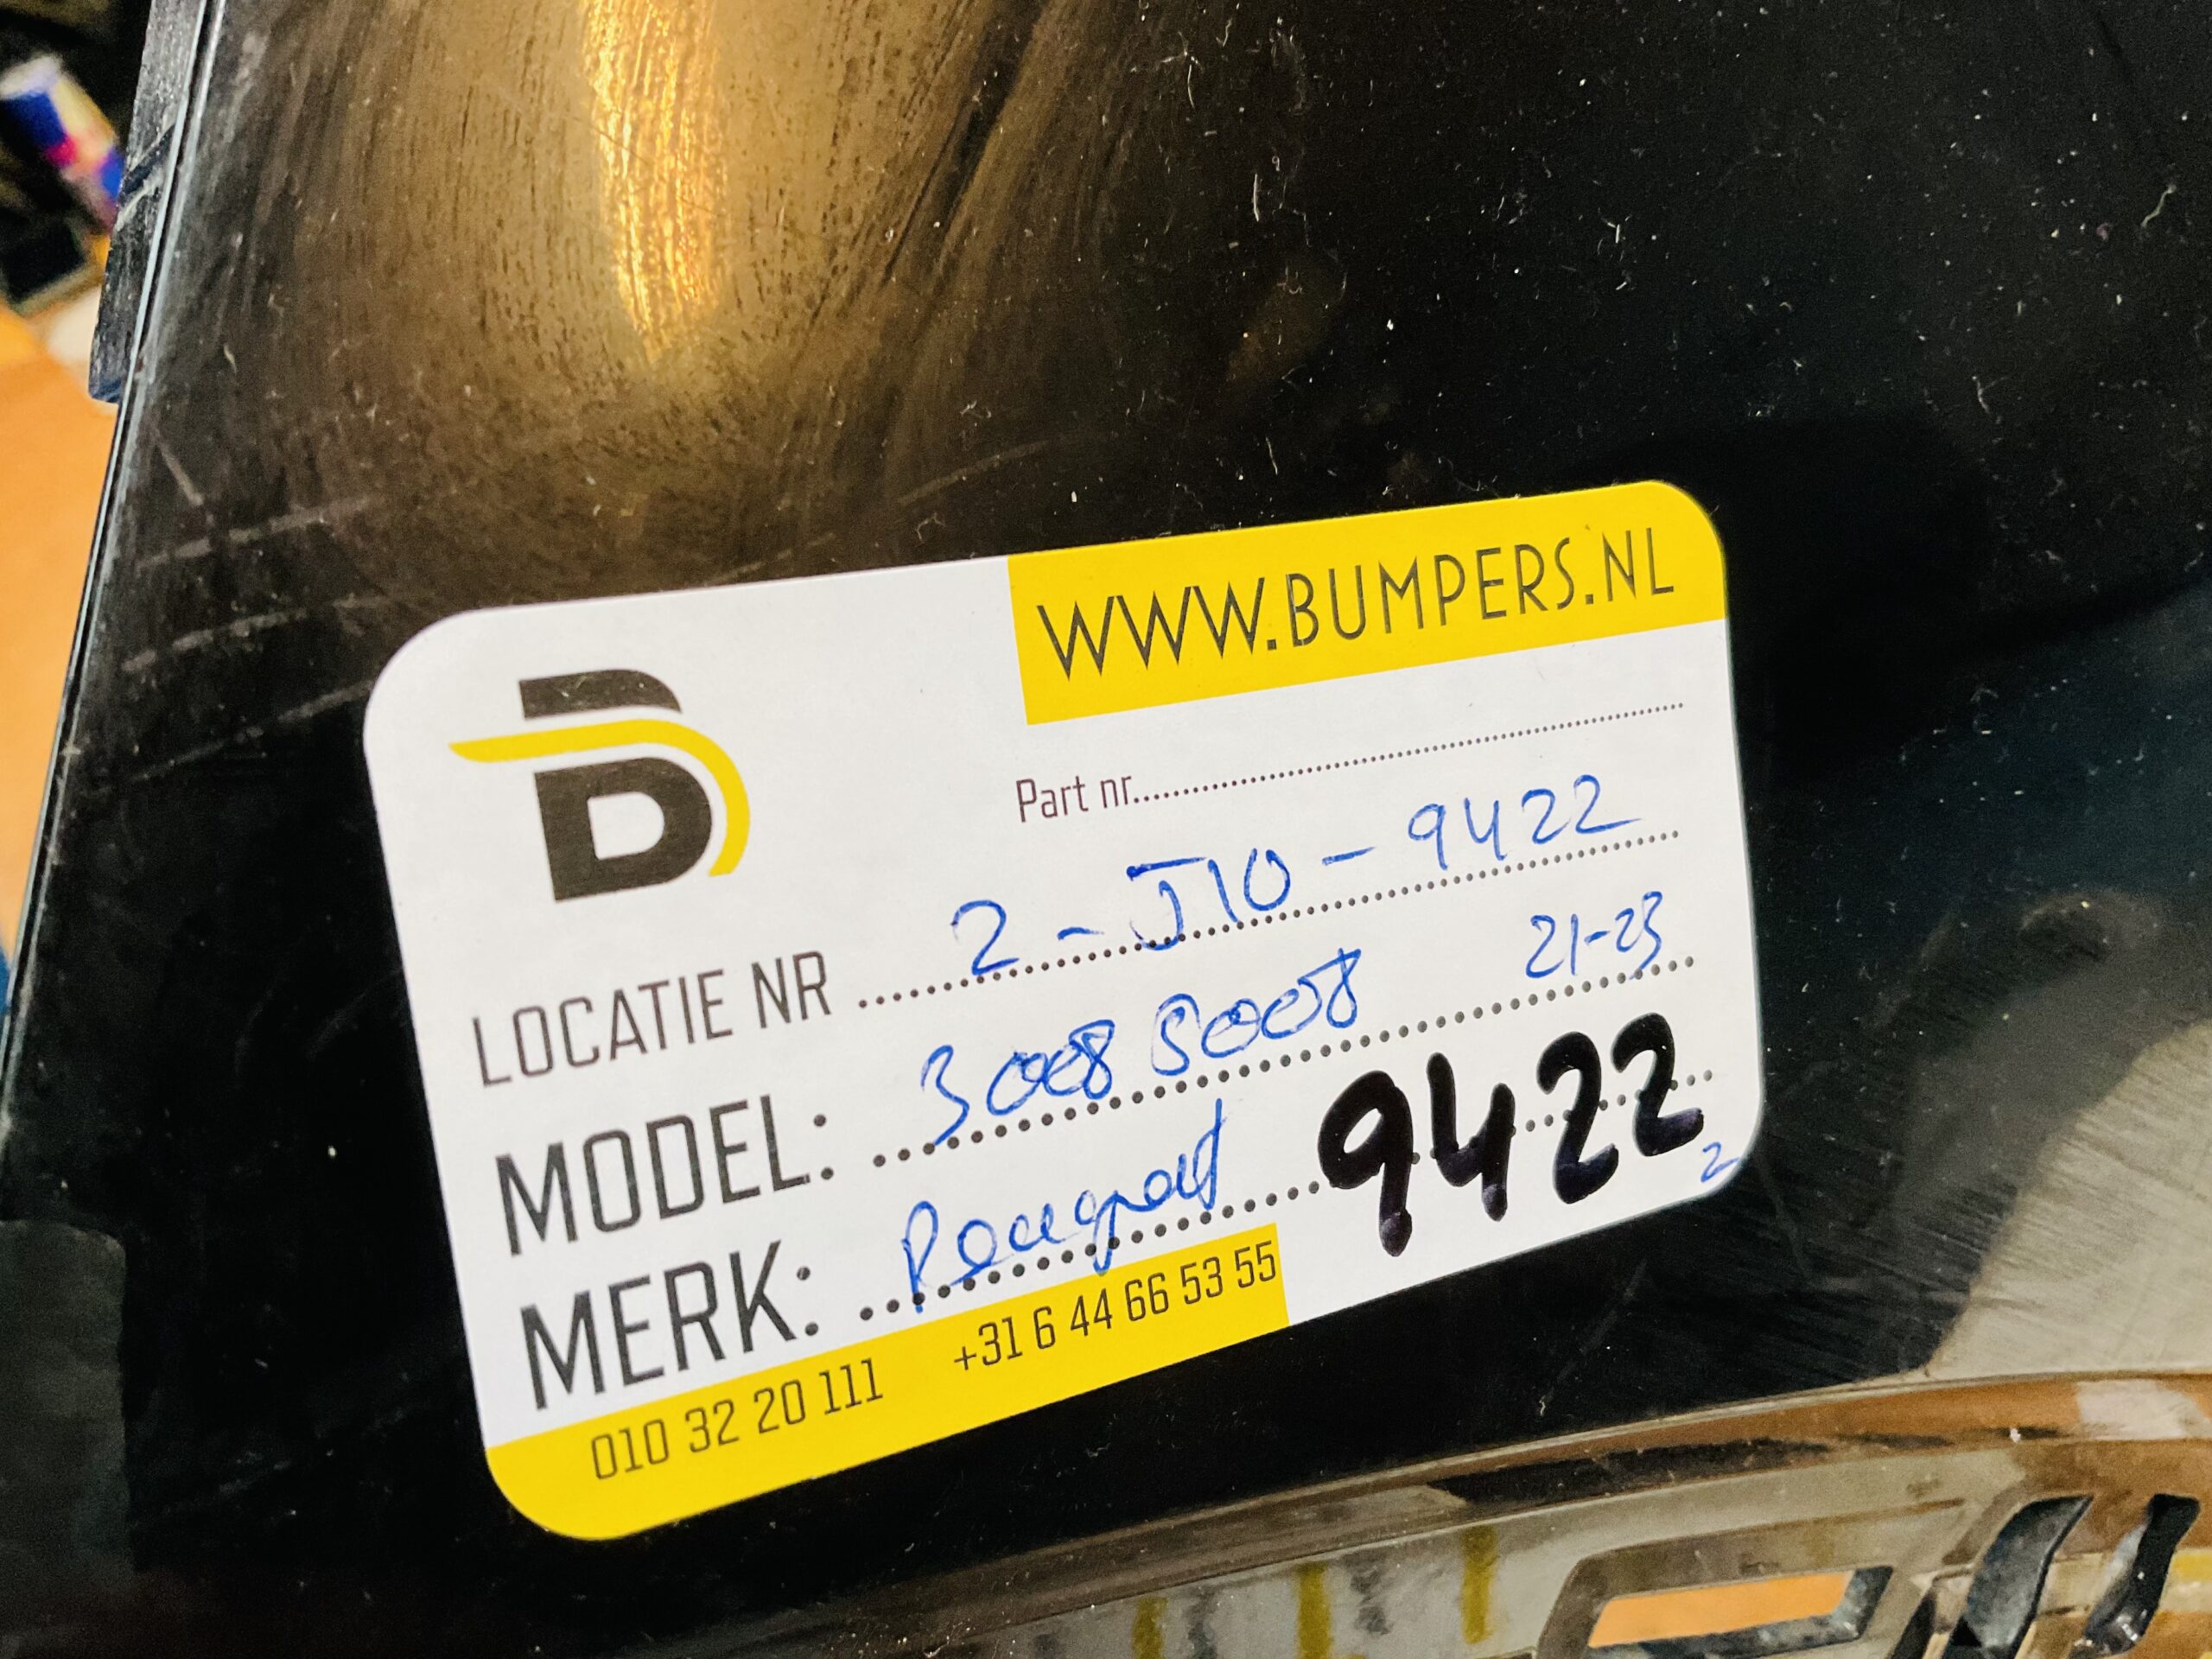 WWW.BUMPERS.NL
B
Part nr.
LOCATIE NR 2-J10-9422
MODEL: 3008 5008 21-23
MERK: Peugeot 9422
2
010 32 20 111 +31 6 44 66 53 55